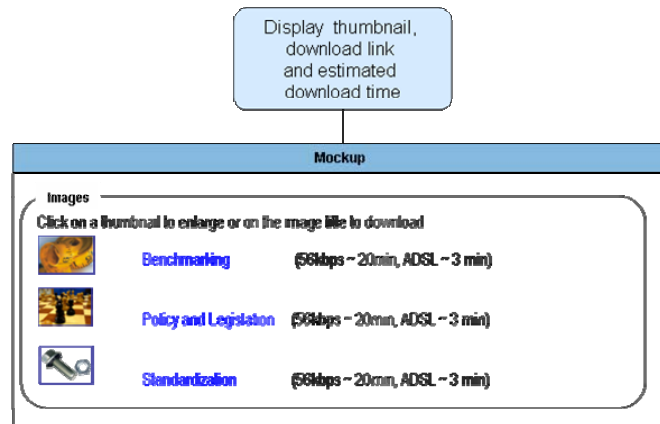 Display thumbnail,
download link
and estimated
download time
Mockup
Images
Click on a thumbnail to enlarge or on the image title to download
Benchmarking (56kbps ~ 20min, ADSL ~ 3 min)
Policy and Legislation (56kbps ~ 20min, ADSL ~ 3 min)
Standardization (56kbps ~ 20min, ADSL ~ 3 min)